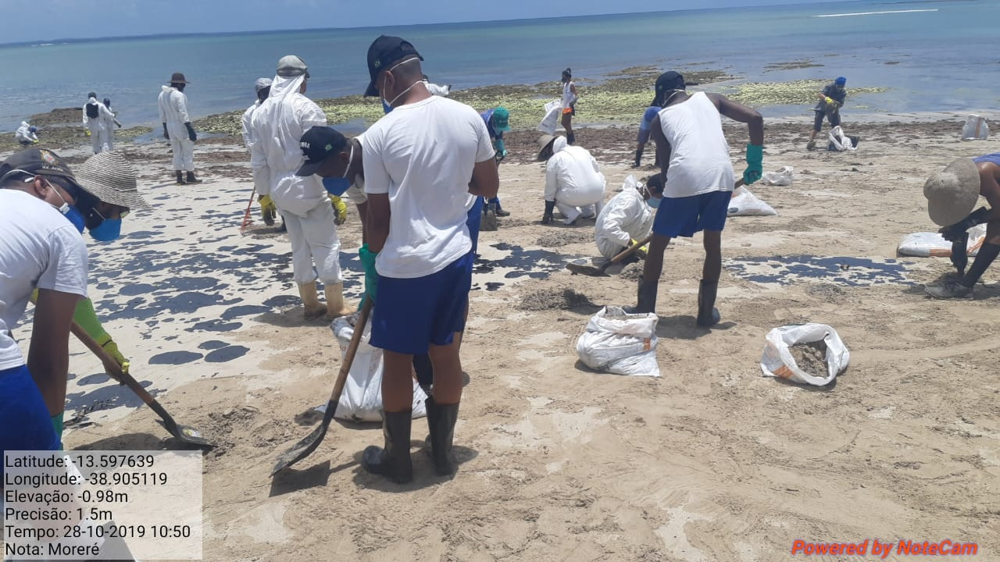 Latitude: -13.597639
Longitude: -38.905119
Elevação: -0.98m
Precisão: 1.5m
Tempo: 28-10-2019 10:50
Nota: Moreré
Powered by NoteCam